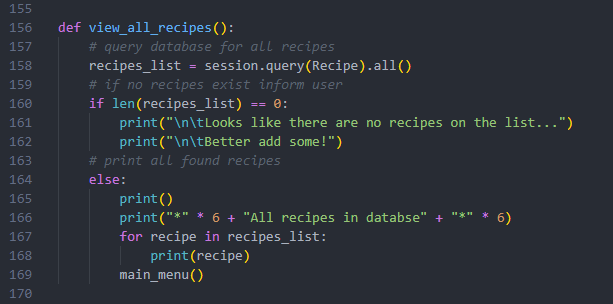 155
156 def view_all_recipes():
157     # query database for all recipes
158     recipes_list = session.query(Recipe).all()
159     # if no recipes exist inform user
160     if len(recipes_list) == 0:
161         print("\n\tLooks like there are no recipes on the list...")
162         print("\n\tBetter add some!")
163     # print all found recipes
164     else:
165         print()
166         print("*" * 6 + "All recipes in databse" + "*" * 6)
167         for recipe in recipes_list:
168             print(recipe)
169         main_menu()
170